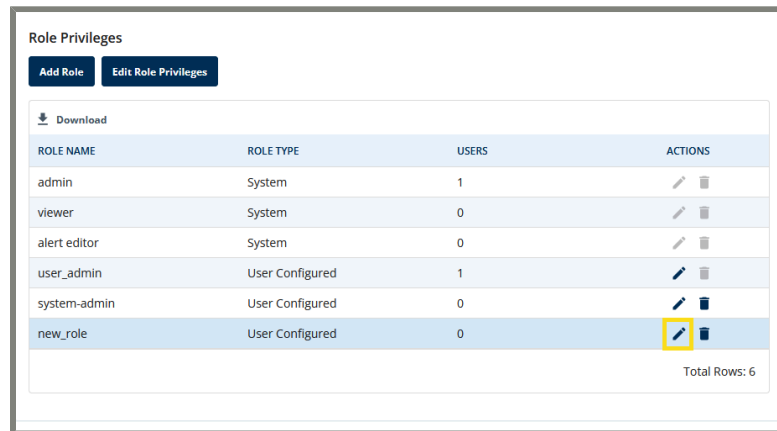 Role Privileges
Add Role Edit Role Privileges
Download
ROLE NAME ROLE TYPE USERS ACTIONS
admin System 1
viewer System 0
alert editor System 0
user_admin User Configured 1
system-admin User Configured 0
new_role User Configured 0
Total Rows: 6